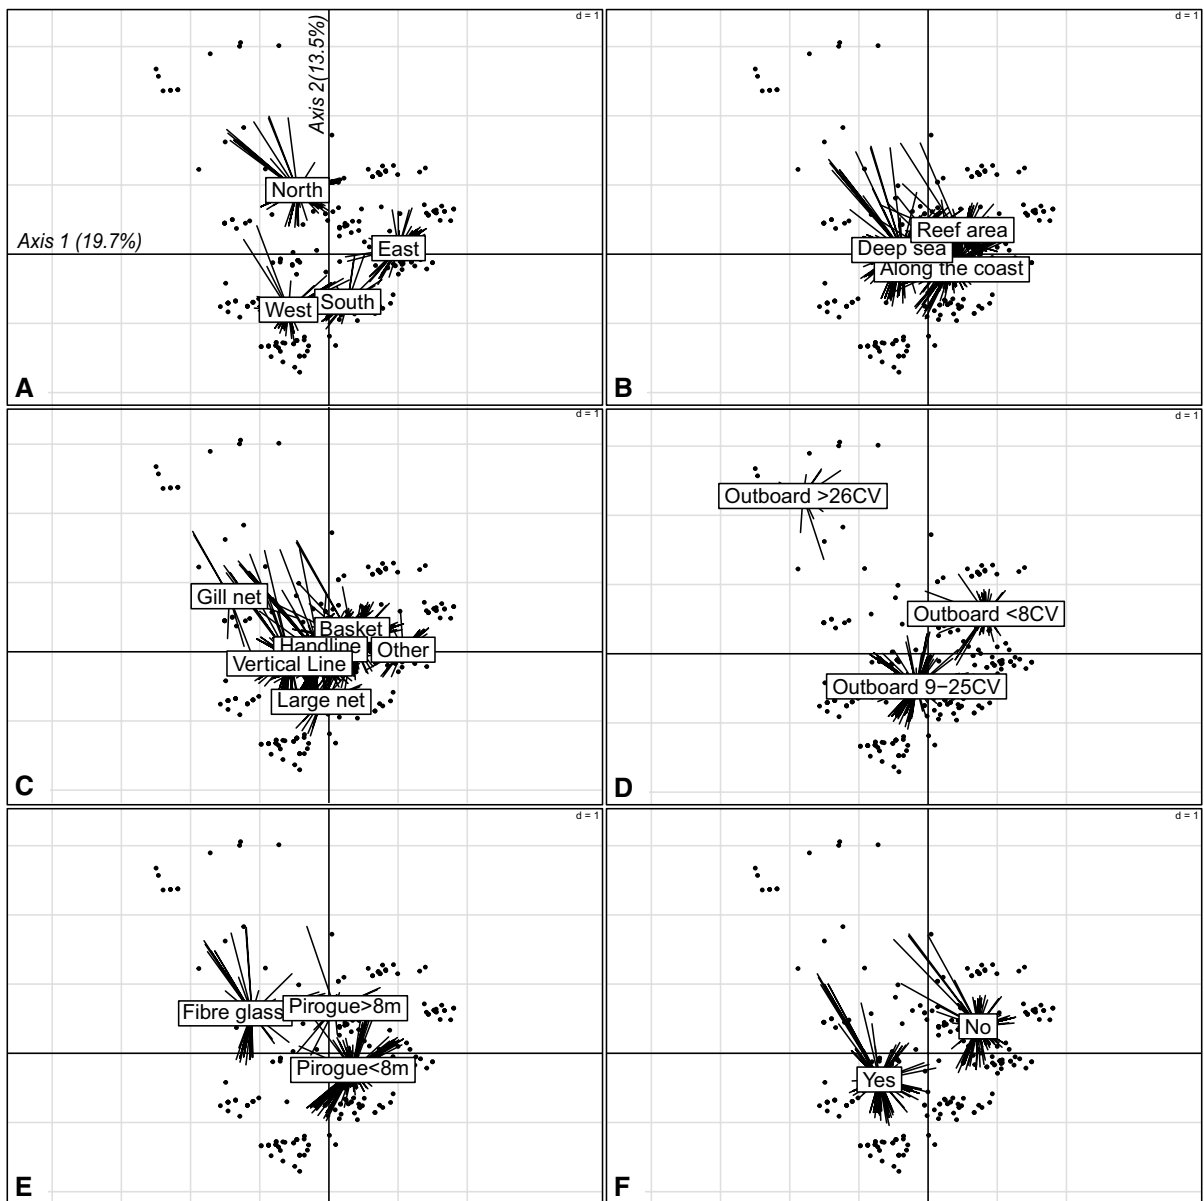 d = 1
Axis 2 (13.5%)
North
Axis 1 (19.7%)
East
West
South
A
d = 1
Reef area
Deep sea
Along the coast
B
d = 1
Gill net
Basket
Handline
Other
Vertical Line
Large net
C
d = 1
Outboard >26CV
Outboard <8CV
Outboard 9−25CV
D
d = 1
Fibre glass
Pirogue>8m
Pirogue<8m
E
d = 1
No
Yes
F